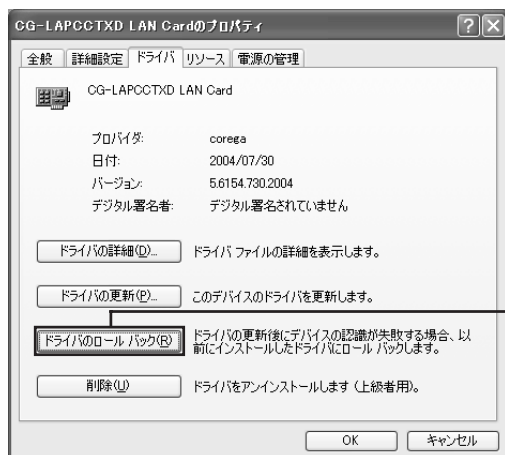 CG-LAPCCTXD LAN Cardのプロパティ
全般 詳細設定 ドライバ リソース 電源の管理
CG-LAPCCTXD LAN Card
プロバイダ: corega
日付: 2004/07/30
バージョン: 5.6154.730.2004
デジタル署名者: デジタル署名されていません
ドライバの詳細(D)... ドライバ ファイルの詳細を表示します。
ドライバの更新(P)... このデバイスのドライバを更新します。
ドライバのロール バック(R) ドライバの更新後にデバイスの認識が失敗する場合、以
前にインストールしたドライバにロール バックします。
削除(U) ドライバをアンインストールします (上級者用)。
OK キャンセル